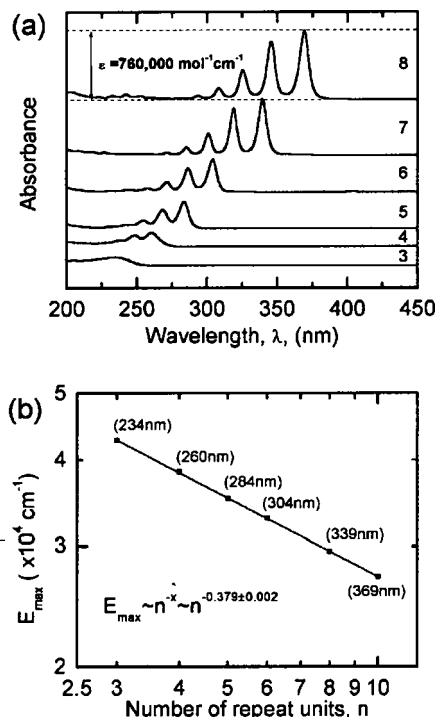 (a)
ε =760,000 mol⁻¹cm⁻¹
8
7
6
5
4
3
Absorbance
200 250 300 350 400 450
Wavelength, λ, (nm)
(b)
5
4
3
2
E_max ( x10⁴ cm⁻¹)
(234nm)
(260nm)
(284nm)
(304nm)
(339nm)
(369nm)
E_max~n^-x~n^-0.379±0.002
2.5 3 4 5 6 7 8 9 10
Number of repeat units, n